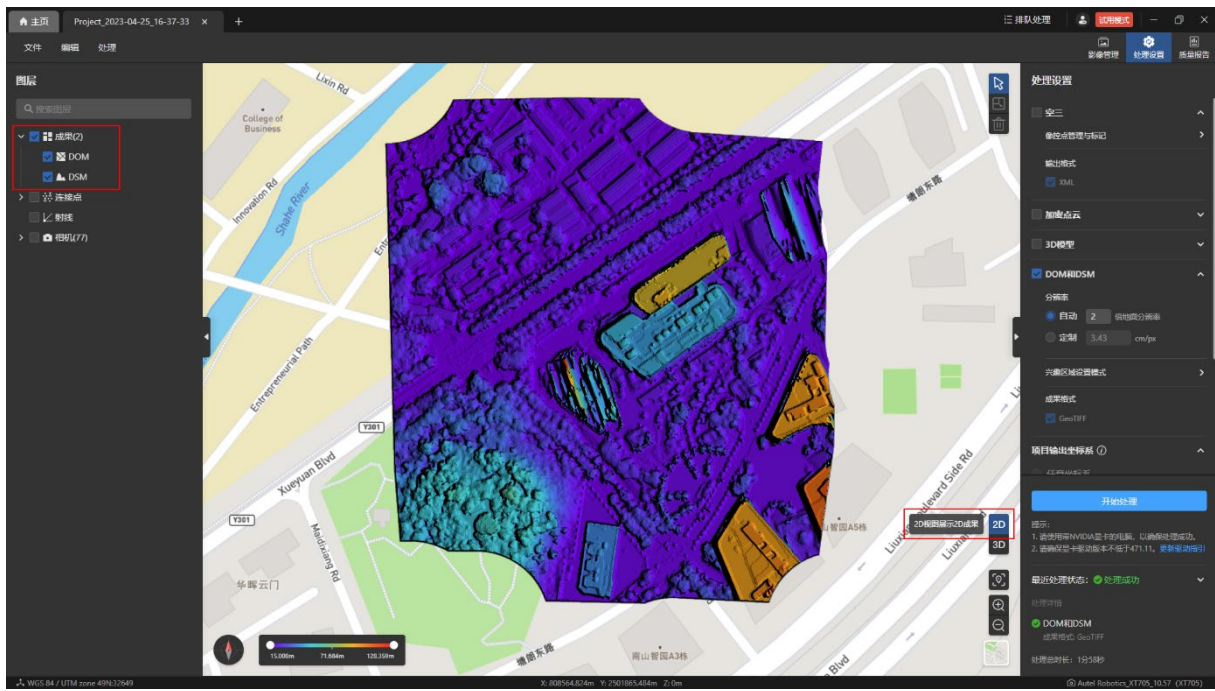 主页
Project_2023-04-25_16-37-33
排队处理
试用模式
文件 编辑 处理
影像管理 处理设置 质量报告
图层
搜索图层
成果(2)
DOM
DSM
连接点
射线
相机(77)
Lixin Rd
College of
Business
Innovation Rd
Shahe River
塘朗东路
Entrepreneurial Path
Y301
Xueyuan Blvd
Y301
Maidixiang Rd
华晖云门
Liuxian Boulevard Side Rd
山智园A5栋
南山智园A3栋
塘朗东路
Blvd
2D视图展示2D成果
2D
3D
15.000m 71.684m 128.359m
处理设置
空三
像控点管理与标记
输出格式
XML
加密点云
3D模型
DOM和DSM
分辨率
自动 2 倍地面分辨率
定制 3.43 cm/px
兴趣区域设置模式
成果格式
GeoTIFF
项目输出坐标系
任意坐标系
开始处理
提示:
1. 请使用带NVIDIA显卡的电脑，以确保处理成功。
2. 请确保显卡驱动版本不低于471.11。更新驱动指引
最近处理状态: 处理成功
处理详情
DOM和DSM
成果格式: GeoTIFF
处理总时长: 1分58秒
WGS 84 / UTM zone 49N:32649
X: 808564.824m Y: 2501865.484m Z: 0m
Autel Robotics_XT705_10.57 (XT705)